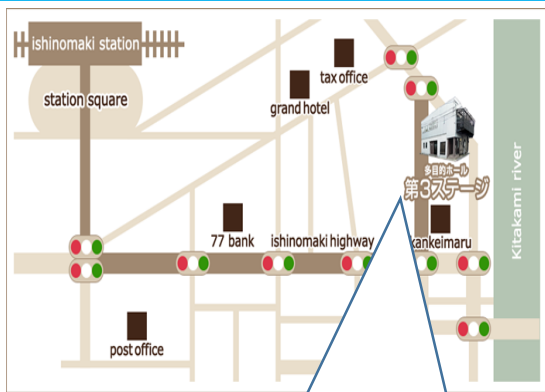 ishinomaki station
station square
tax office
grand hotel
多目的ホール
第3ステージ
77 bank
ishinomaki highway
kankeimaru
Kitakami river
post office